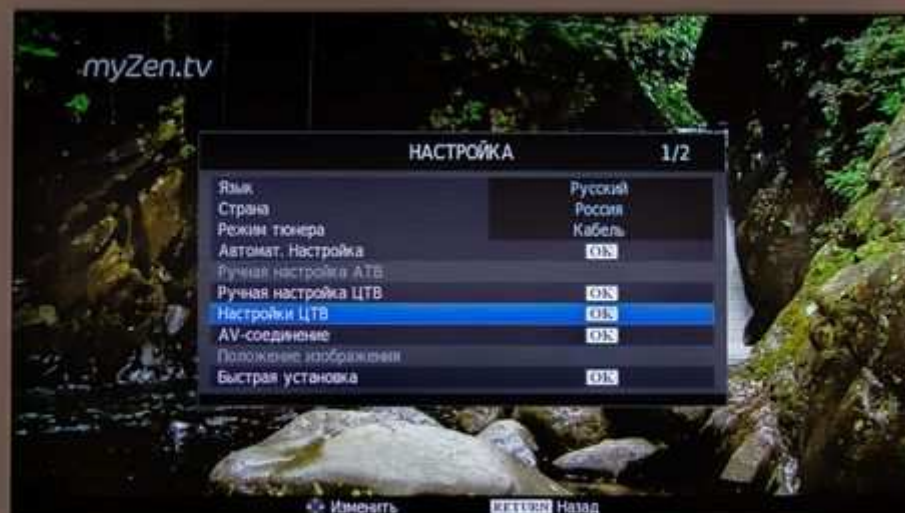 myZen.tv
НАСТРОЙКА 1/2
Язык Русский
Страна Россия
Режим тюнера Кабель
Автомат. Настройка OK
Ручная настройка АТВ
Ручная настройка ЦТВ OK
Настройки ЦТВ OK
AV-соединение OK
Положение изображения
Быстрая установка OK
Изменить RETURN Назад